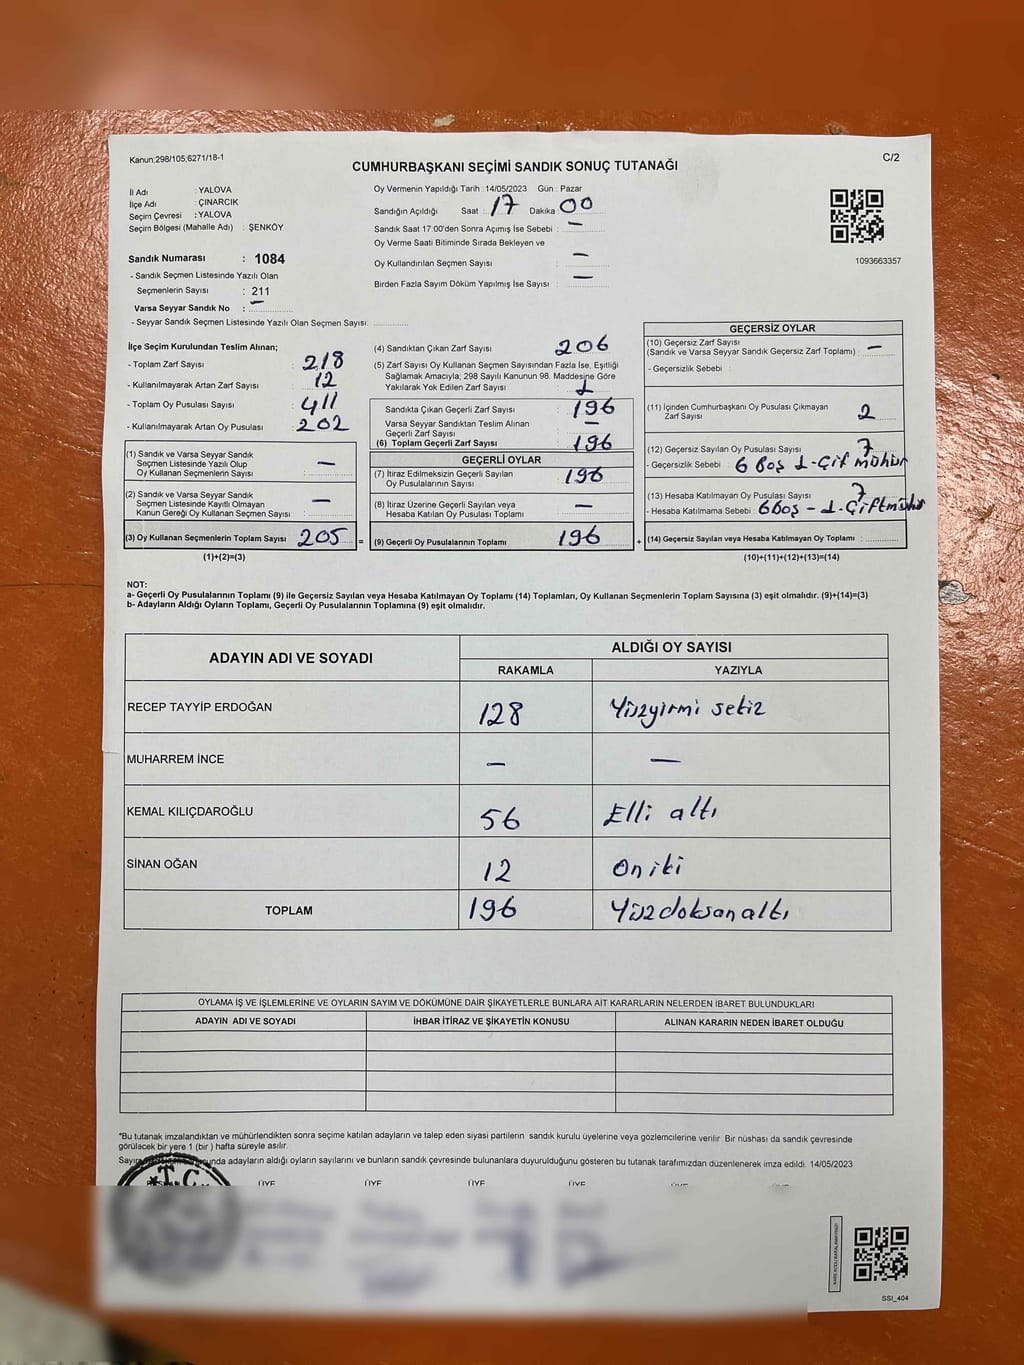 Kanun;298/105;6271/18-1
C/2
CUMHURBAŞKANI SEÇİMİ SANDIK SONUÇ TUTANAĞI
İl Adı : YALOVA
İlçe Adı : ÇINARCIK
Seçim Çevresi : YALOVA
Seçim Bölgesi (Mahalle Adı) : ŞENKÖY
Sandık Numarası : 1084
- Sandık Seçmen Listesinde Yazılı Olan
Seçmenlerin Sayısı : 211
Varsa Seyyar Sandık No : —
- Seyyar Sandık Seçmen Listesinde Yazılı Olan Seçmen Sayısı:
Oy Vermenin Yapıldığı Tarih : 14/05/2023 Gün : Pazar
Sandığın Açıldığı Saat : 17 Dakika 00
Sandık Saat 17:00'den Sonra Açımış İse Sebebi : —
Oy Verme Saati Bitiminde Sırada Bekleyen ve
Oy Kullandırılan Seçmen Sayısı : —
Birden Fazla Sayım Döküm Yapılmış İse Sayısı : —
1093663357
İlçe Seçim Kurulundan Teslim Alınan;
- Toplam Zarf Sayısı : 218
- Kullanılmayarak Artan Zarf Sayısı : 12
- Toplam Oy Pusulası Sayısı : 411
- Kullanılmayarak Artan Oy Pusulası : 202
(1) Sandık ve Varsa Seyyar Sandık
Seçmen Listesinde Yazılı Olup
Oy Kullanan Seçmenlerin Sayısı : —
(2) Sandık ve Varsa Seyyar Sandık
Seçmen Listesinde Kayıtlı Olmayan
Kanun Gereği Oy Kullanan Seçmen Sayısı : —
(3) Oy Kullanan Seçmenlerin Toplam Sayısı : 205 =
(1)+(2)=(3)
(4) Sandıktan Çıkan Zarf Sayısı : 206
(5) Zarf Sayısı Oy Kullanan Seçmen Sayısından Fazla İse, Eşitliği
Sağlamak Amacıyla; 298 Sayılı Kanunun 98. Maddesine Göre
Yakılarak Yok Edilen Zarf Sayısı : 1
Sandıkta Çıkan Geçerli Zarf Sayısı : 196
Varsa Seyyar Sandıktan Teslim Alınan
Geçerli Zarf Sayısı : —
(6) Toplam Geçerli Zarf Sayısı : 196
GEÇERLİ OYLAR
(7) İtiraz Edilmeksizin Geçerli Sayılan
Oy Pusulalarının Sayısı : 196
(8) İtiraz Üzerine Geçerli Sayılan veya
Hesaba Katılan Oy Pusulası Toplamı : —
(9) Geçerli Oy Pusulalarının Toplamı : 196 +
GEÇERSİZ OYLAR
(10) Geçersiz Zarf Sayısı
(Sandık ve Varsa Seyyar Sandık Geçersiz Zarf Toplamı) : —
- Geçersizlik Sebebi :
(11) İçinden Cumhurbaşkanı Oy Pusulası Çıkmayan
Zarf Sayısı : 2
(12) Geçersiz Sayılan Oy Pusulası Sayısı : 7
- Geçersizlik Sebebi : 6 Boş 1-Çif mühür
(13) Hesaba Katılmayan Oy Pusulası Sayısı : 7
- Hesaba Katılmama Sebebi : 6Boş - 1-Çiftmühr
(14) Geçersiz Sayılan veya Hesaba Katılmayan Oy Toplamı :
(10)+(11)+(12)+(13)=(14)
NOT:
a- Geçerli Oy Pusulalarının Toplamı (9) ile Geçersiz Sayılan veya Hesaba Katılmayan Oy Toplamı (14) Toplamları, Oy Kullanan Seçmenlerin Toplam Sayısına (3) eşit olmalıdır. (9)+(14)=(3)
b- Adayların Aldığı Oyların Toplamı, Geçerli Oy Pusulalarının Toplamına (9) eşit olmalıdır.
ADAYIN ADI VE SOYADI
ALDIĞI OY SAYISI
RAKAMLA YAZIYLA
RECEP TAYYİP ERDOĞAN 128 Yüzyirmi sekiz
MUHARREM İNCE — —
KEMAL KILIÇDAROĞLU 56 Elli altı
SİNAN OĞAN 12 on iki
TOPLAM 196 Yüzdoksanaltı
OYLAMA İŞ VE İŞLEMLERİNE VE OYLARIN SAYIM VE DÖKÜMÜNE DAİR ŞİKAYETLERLE BUNLARA AİT KARARLARIN NELERDEN İBARET BULUNDUKLARI
ADAYIN ADI VE SOYADI İHBAR İTİRAZ VE ŞİKAYETİN KONUSU ALINAN KARARIN NEDEN İBARET OLDUĞU
*Bu tutanak imzalandıktan ve mühürlendikten sonra seçime katılan adayların ve talep eden siyasi partilerin sandık kurulu üyelerine veya gözlemcilerine verilir. Bir nüshası da sandık çevresinde
görülecek bir yere 1 (bir) hafta süreyle asılır.
adayların aldığı oyların sayılarını ve bunların sandık çevresinde bulunanlara duyurulduğunu gösteren bu tutanak tarafımızdan düzenlenerek imza edildi. 14/05/2023
T.C.
ÜYE ÜYE ÜYE ÜYE
SSI_404